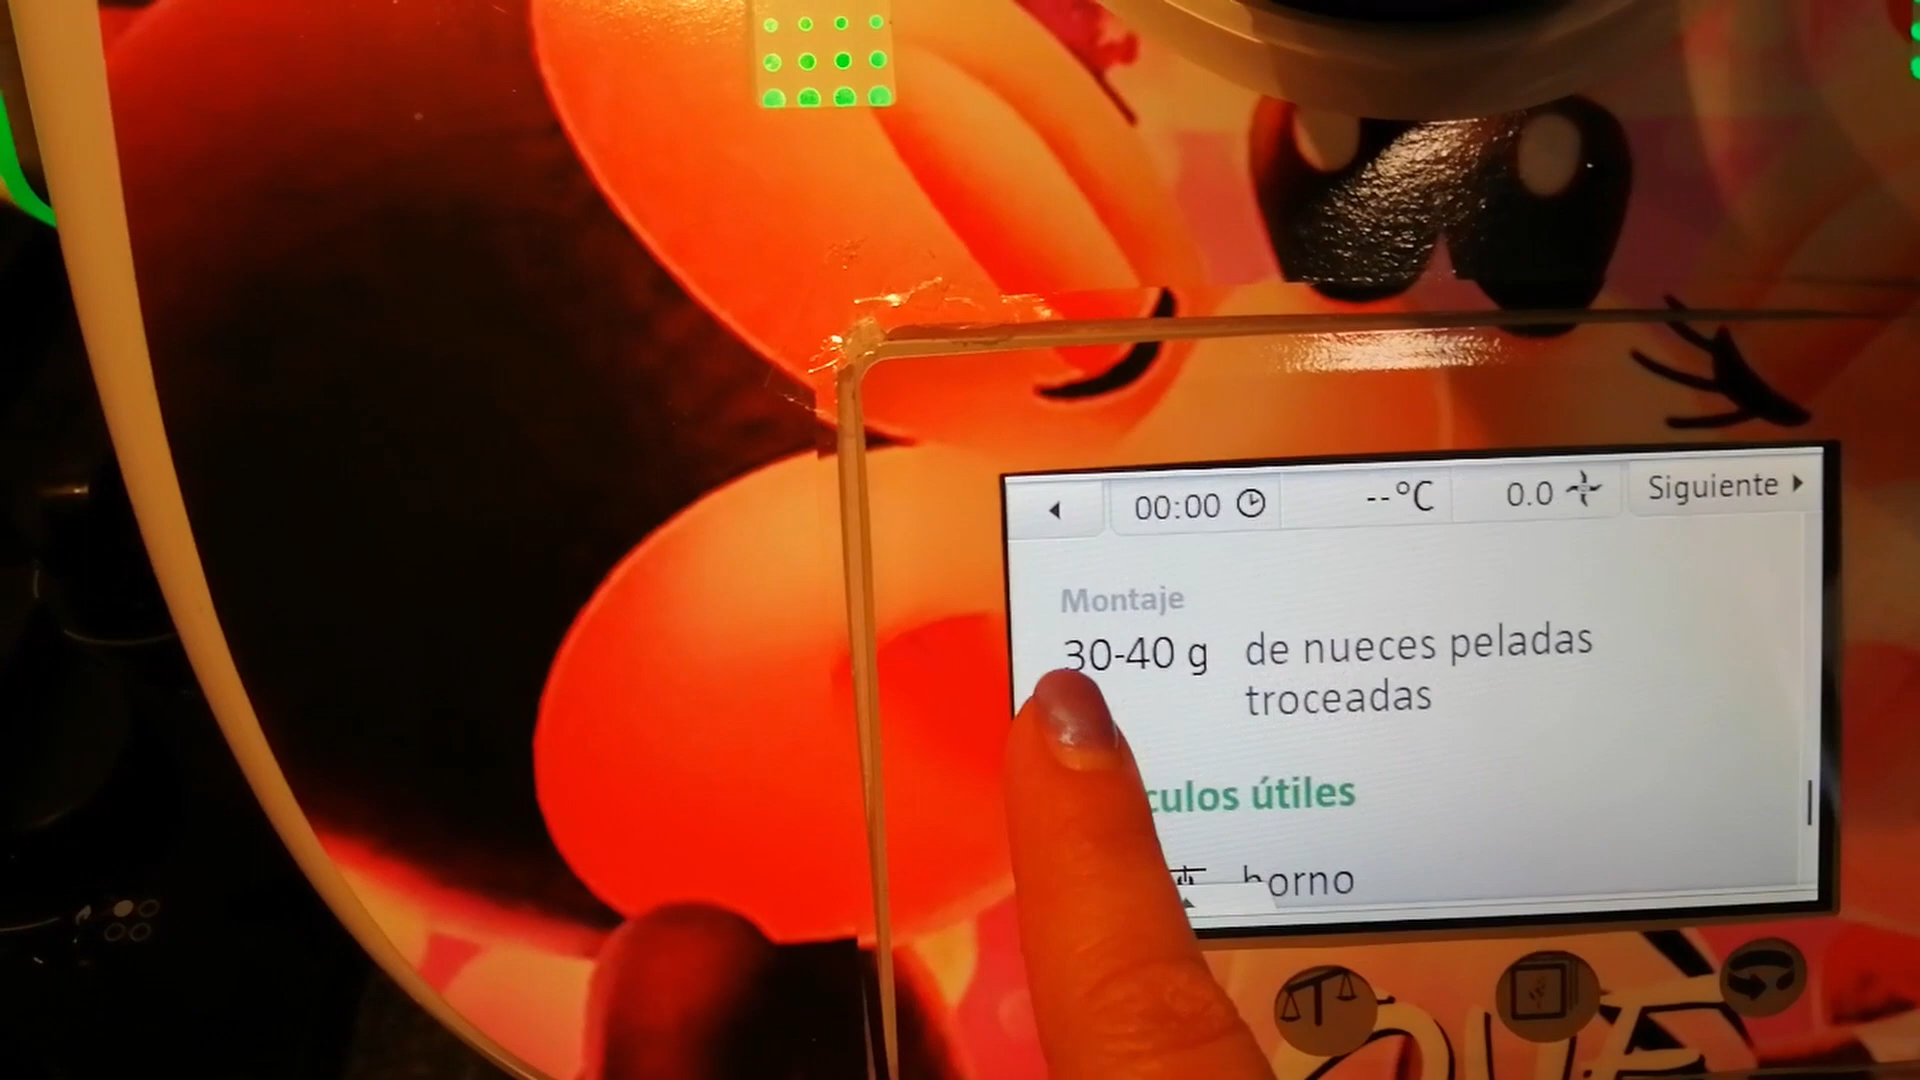 00:00 --°C 0.0 Siguiente
Montaje
30-40 g de nueces peladas
troceadas
culos útiles
horno